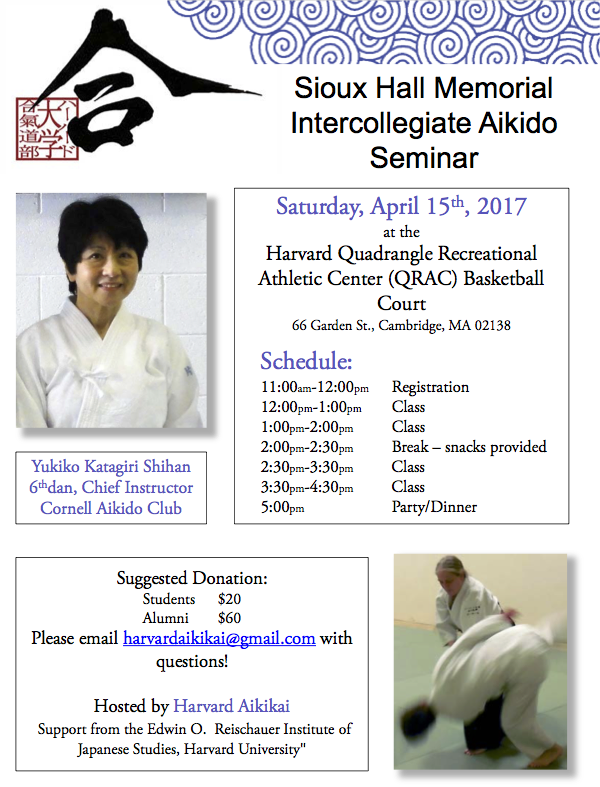 合
ハーバード
大学
合氣道部
Sioux Hall Memorial
Intercollegiate Aikido
Seminar
Saturday, April 15th, 2017
at the
Harvard Quadrangle Recreational
Athletic Center (QRAC) Basketball
Court
66 Garden St., Cambridge, MA 02138
Schedule:
11:00am-12:00pm Registration
12:00pm-1:00pm Class
1:00pm-2:00pm Class
2:00pm-2:30pm Break – snacks provided
2:30pm-3:30pm Class
3:30pm-4:30pm Class
5:00pm Party/Dinner
Yukiko Katagiri Shihan
6thdan, Chief Instructor
Cornell Aikido Club
Suggested Donation:
Students $20
Alumni $60
Please email harvardaikikai@gmail.com with
questions!
Hosted by Harvard Aikikai
Support from the Edwin O. Reischauer Institute of
Japanese Studies, Harvard University"